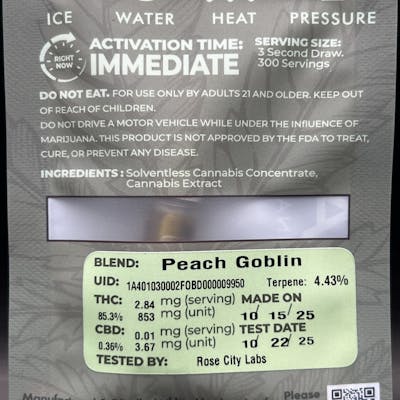 ICE WATER HEAT PRESSURE
RIGHT NOW
ACTIVATION TIME:
IMMEDIATE
SERVING SIZE:
3 Second Draw.
300 Servings
DO NOT EAT. FOR USE ONLY BY ADULTS 21 AND OLDER. KEEP OUT
OF REACH OF CHILDREN.
DO NOT DRIVE A MOTOR VEHICLE WHILE UNDER THE INFLUENCE OF
MARIJUANA. THIS PRODUCT IS NOT APPROVED BY THE FDA TO TREAT,
CURE, OR PREVENT ANY DISEASE.
INGREDIENTS : Solventless Cannabis Concentrate,
Cannabis Extract
BLEND: Peach Goblin
UID: 1A401030002F0BD000009950 Terpene: 4.43%
THC: 2.84 mg (serving) MADE ON
85.3% 853 mg (unit) 10 15 25
CBD: 0.01 mg (serving) TEST DATE
0.36% 3.67 mg (unit) 10 22 25
TESTED BY: Rose City Labs
Please